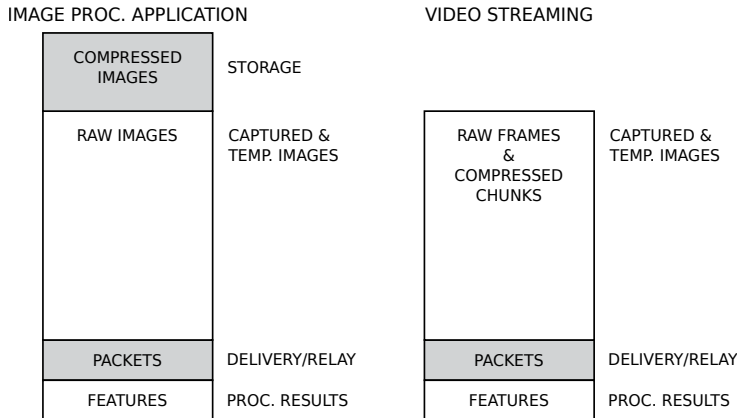 IMAGE PROC. APPLICATION
COMPRESSED
IMAGES
STORAGE
RAW IMAGES
CAPTURED &
TEMP. IMAGES
PACKETS
DELIVERY/RELAY
FEATURES
PROC. RESULTS
VIDEO STREAMING
RAW FRAMES
&
COMPRESSED
CHUNKS
CAPTURED &
TEMP. IMAGES
PACKETS
DELIVERY/RELAY
FEATURES
PROC. RESULTS